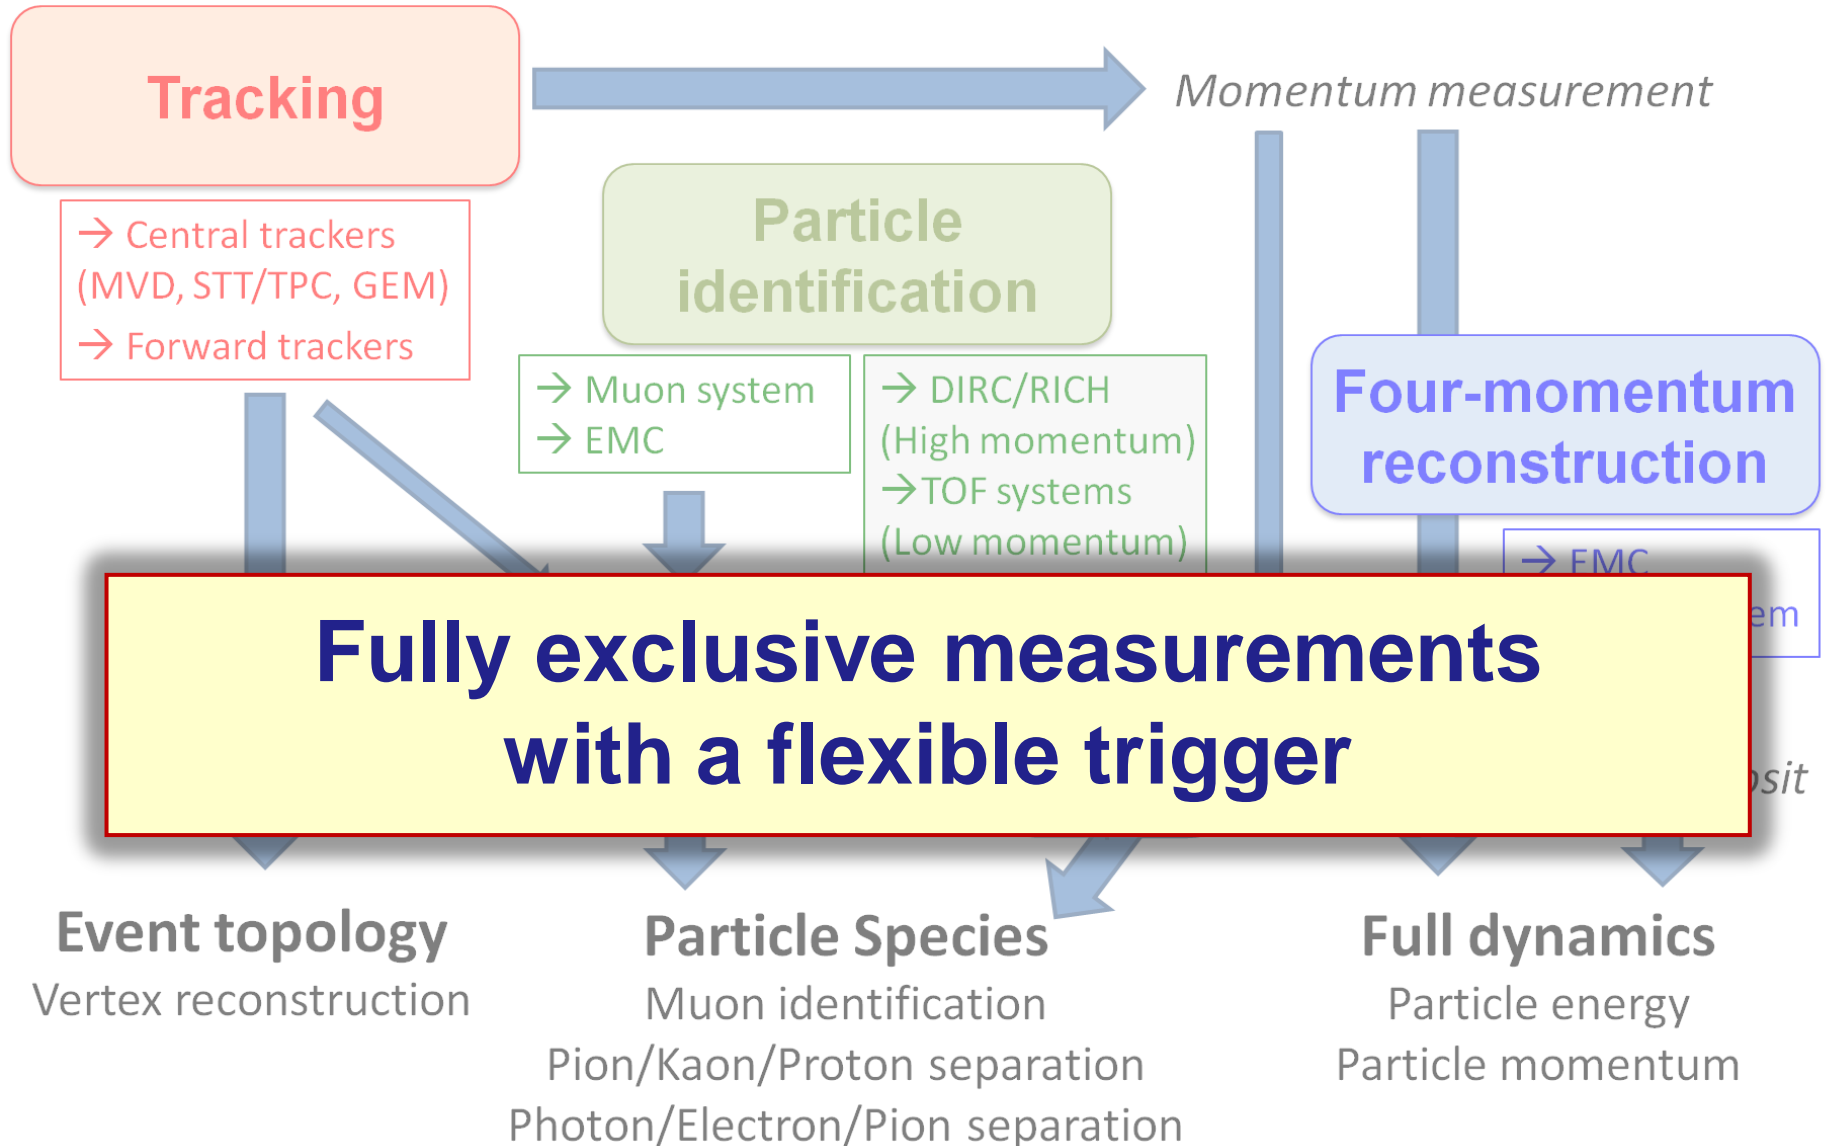 Tracking
Momentum measurement
→ Central trackers
(MVD, STT/TPC, GEM)
→ Forward trackers
Particle
identification
→ Muon system
→ EMC
→ DIRC/RICH
(High momentum)
→TOF systems
(Low momentum)
Four-momentum
reconstruction
→ EMC
Fully exclusive measurements
with a flexible trigger
Event topology
Vertex reconstruction
Particle Species
Muon identification
Pion/Kaon/Proton separation
Photon/Electron/Pion separation
Full dynamics
Particle energy
Particle momentum